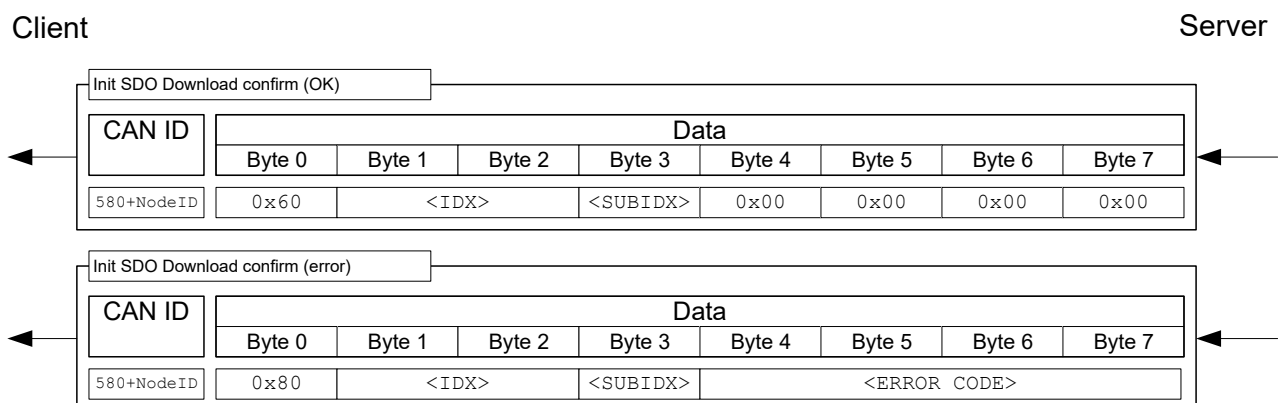 Client Server
Init SDO Download confirm (OK)
CAN ID Data
Byte 0 Byte 1 Byte 2 Byte 3 Byte 4 Byte 5 Byte 6 Byte 7
580+NodeID 0x60 <IDX> <SUBIDX> 0x00 0x00 0x00 0x00
Init SDO Download confirm (error)
CAN ID Data
Byte 0 Byte 1 Byte 2 Byte 3 Byte 4 Byte 5 Byte 6 Byte 7
580+NodeID 0x80 <IDX> <SUBIDX> <ERROR CODE>